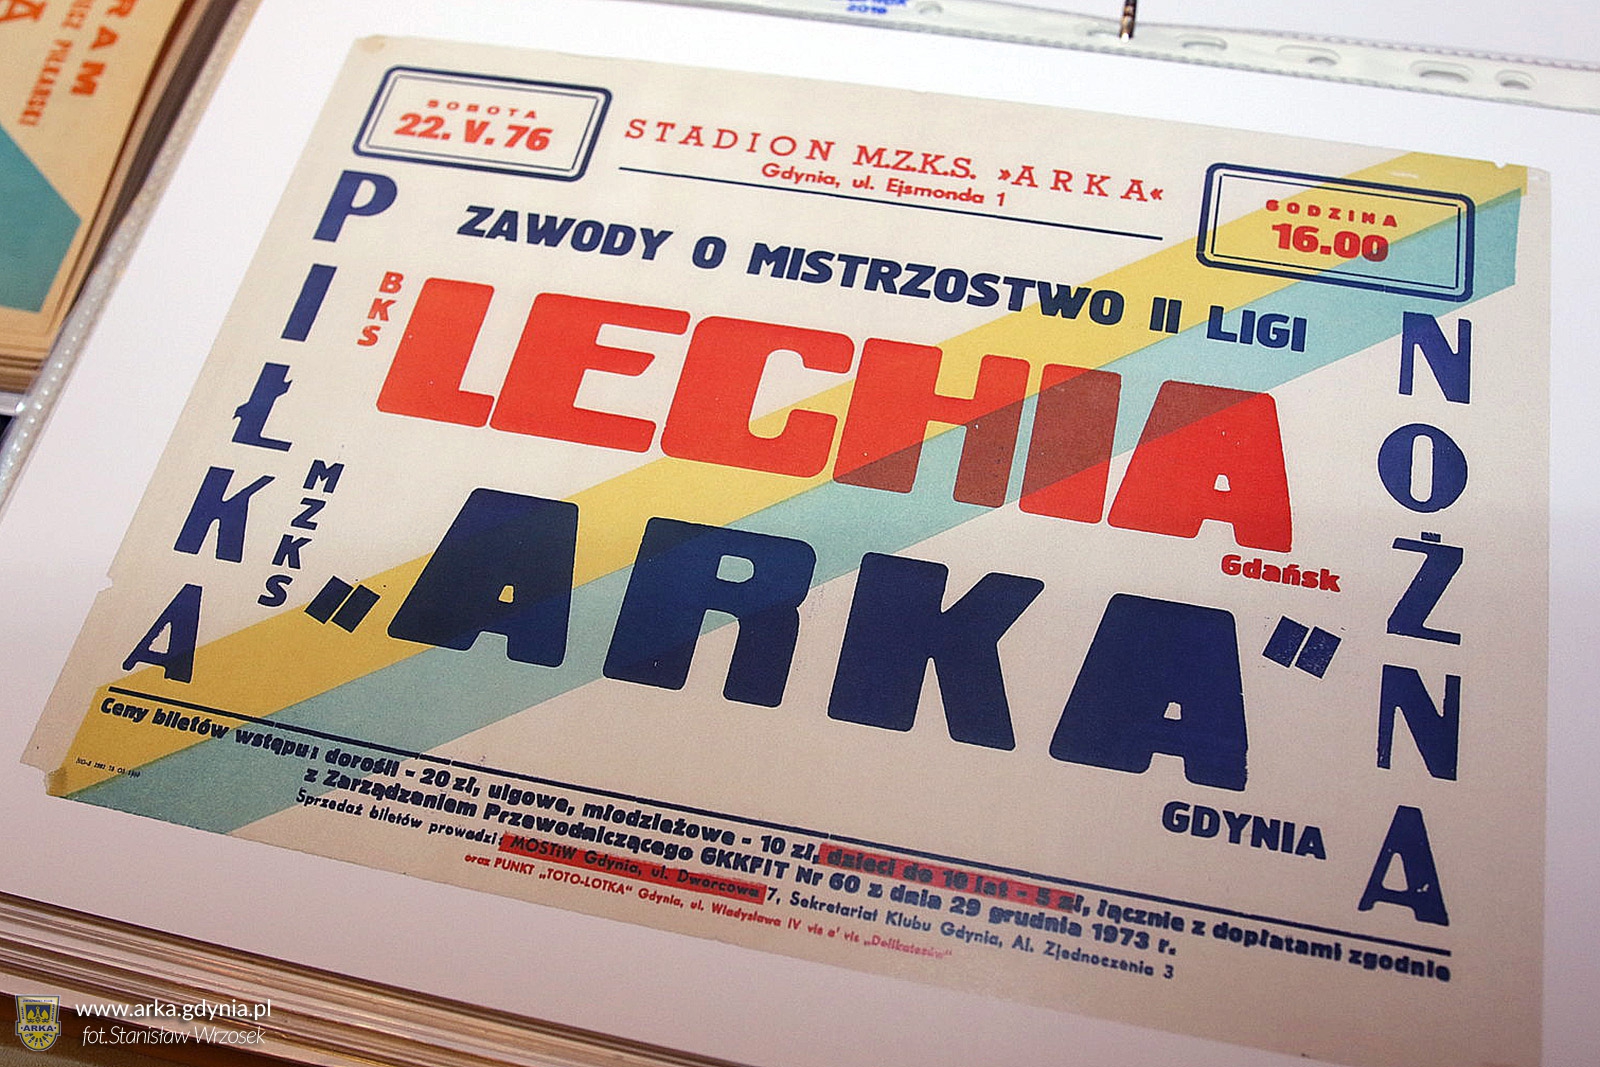 RAM
SOBOTA
22. V. 76
STADION M.Z.K.S. »ARKA«
Gdynia, ul. Ejsmonda 1
GODZINA
16.00
PIŁKA
NOŻNA
ZAWODY O MISTRZOSTWO II LIGI
BKS
LECHIA
Gdańsk
MZKS
"ARKA"
GDYNIA
Ceny biletów wstępu: dorośli - 20 zł, ulgowe, młodzieżowe - 10 zł, dzieci do 10 lat - 5 zł, łącznie z dopłatami zgodnie
z Zarządzeniem Przewodniczącego GKKFIT Nr 60 z dnia 29 grudnia 1973 r.
Sprzedaż biletów prowadzi: MOSTiW Gdynia, ul. Dworcowa 7, Sekretariat Klubu Gdynia, Al. Zjednoczenia 3
oraz PUNKT „TOTO-LOTKA" Gdynia, ul. Władysława IV vis a' vis „Delikatesów"
ARKA
www.arka.gdynia.pl
fot.Stanisław Wrzosek